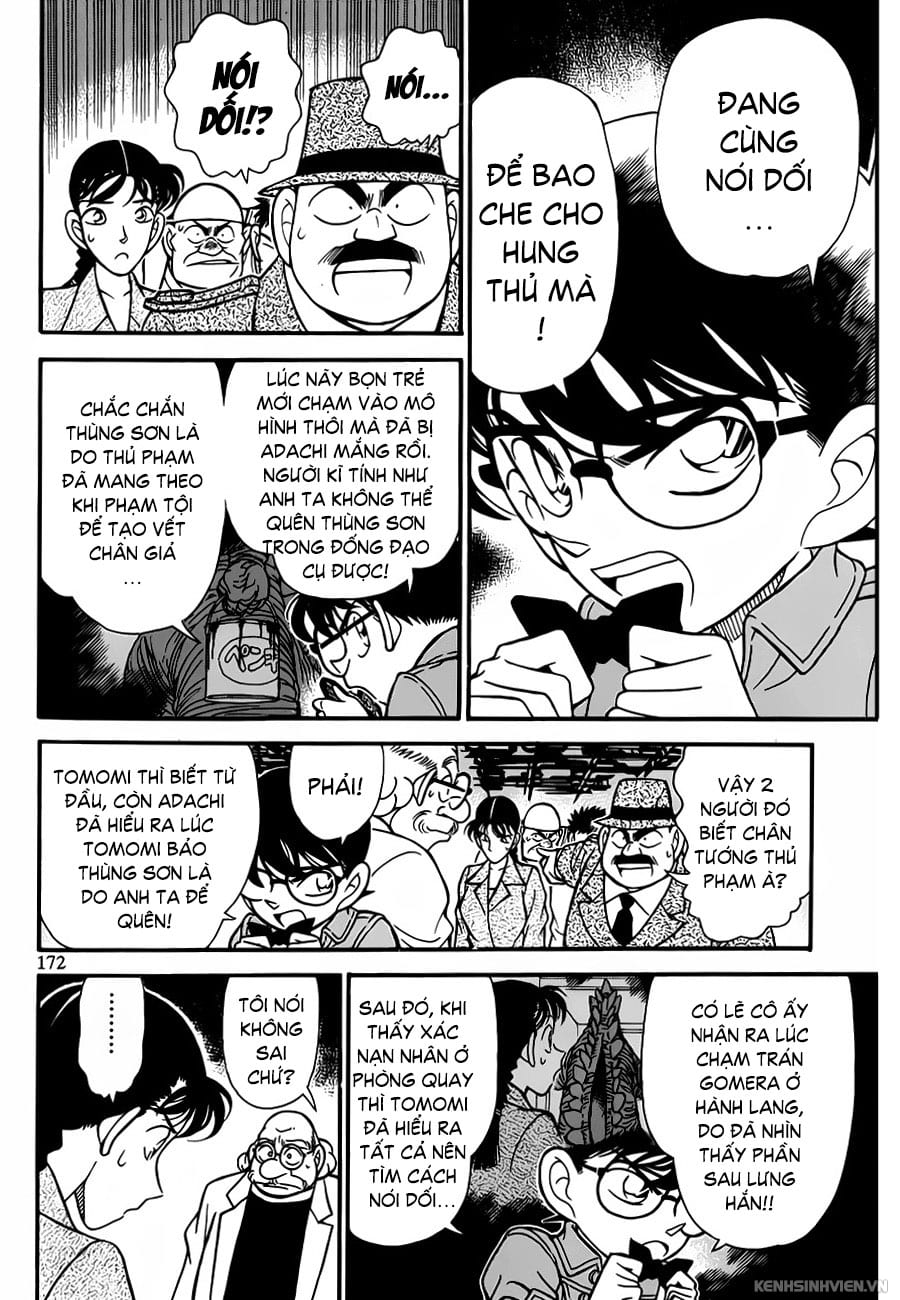 ĐANG
CÙNG
NÓI DỐI
...
ĐỂ BAO
CHE CHO
HUNG
THỦ MÀ
!
NÓI...
NÓI
DỐI!?
LÚC NÀY BỌN TRẺ
MỚI CHẠM VÀO MÔ
HÌNH THÔI MÀ ĐÃ BỊ
ADACHI MẮNG RỒI.
NGƯỜI KĨ TÍNH NHƯ
ANH TA KHÔNG THỂ
QUÊN THÙNG SƠN
TRONG ĐỐNG ĐẠO
CỤ ĐƯỢC!
CHẮC CHẮN
THÙNG SƠN LÀ
DO THỦ PHẠM
ĐÃ MANG THEO
KHI PHẠM TỘI
ĐỂ TẠO VẾT
CHÂN GIẢ
...
ペンキ
VẬY 2
NGƯỜI ĐÓ
BIẾT CHÂN
TƯỚNG THỦ
PHẠM À?
PHẢI!
TOMOMI THÌ BIẾT TỪ
ĐẦU, CÒN ADACHI
ĐÃ HIỂU RA LÚC
TOMOMI BẢO
THÙNG SƠN LÀ
DO ANH TA ĐỂ
QUÊN!
172
CÓ LẼ CÔ ẤY
NHẬN RA LÚC
CHẠM TRÁN
GOMERA Ở
HÀNH LANG,
DO ĐÃ NHÌN
THẤY PHẦN
SAU LƯNG
HẮN!!
SAU ĐÓ, KHI
THẤY XÁC
NẠN NHÂN Ở
PHÒNG QUAY
THÌ TOMOMI
ĐÃ HIỂU RA
TẤT CẢ NÊN
TÌM CÁCH
NÓI DỐI...
TÔI NÓI
KHÔNG
SAI
CHỨ?
........
KENHSINHVIEN.VN